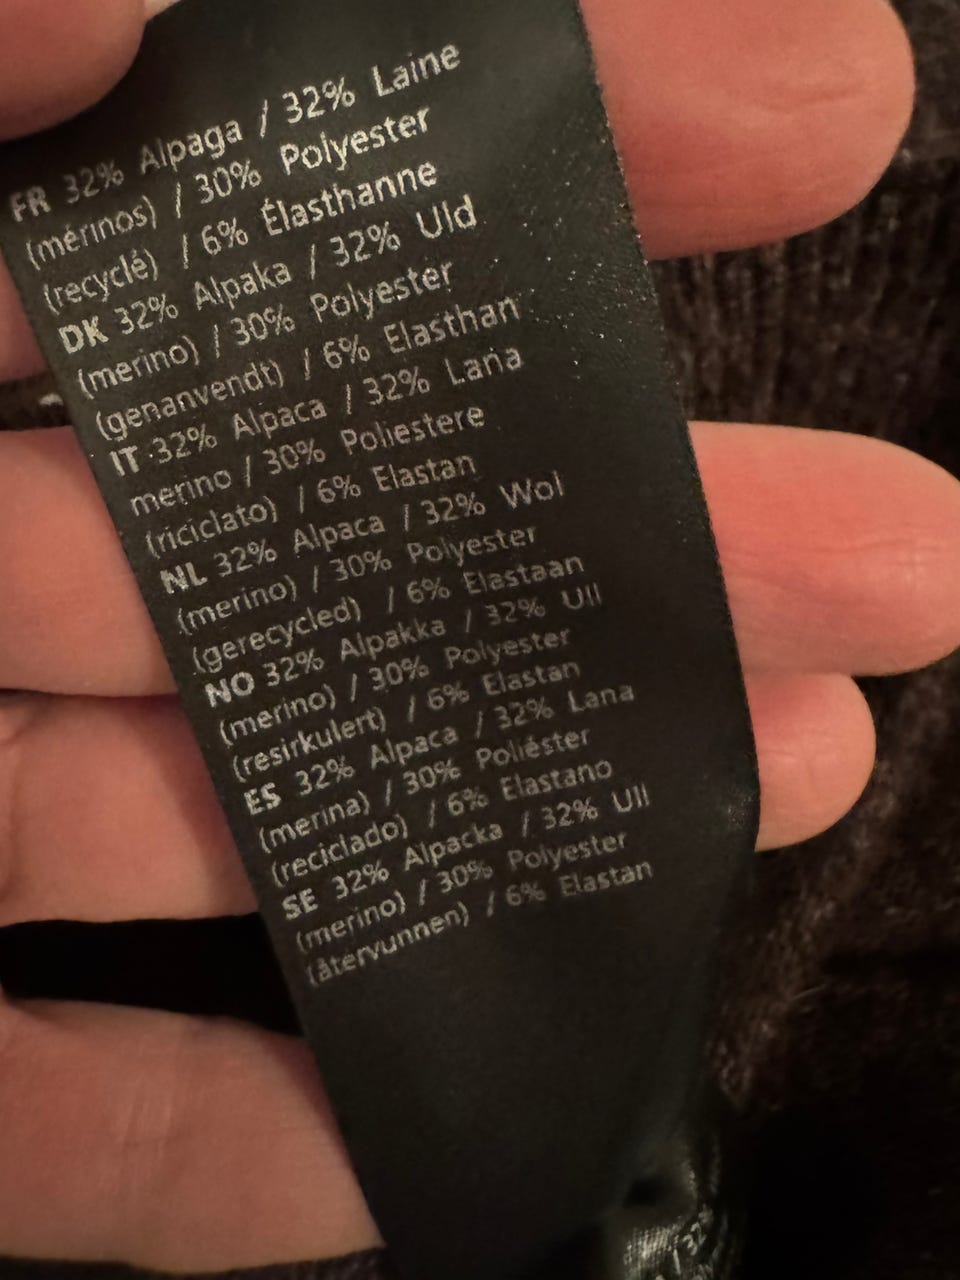 FR 32% Alpaga / 32% Laine
(mérinos) / 30% Polyester
(recyclé) / 6% Élasthanne
DK 32% Alpaka / 32% Uld
(merino) / 30% Polyester
(genanvendt) / 6% Elasthan
IT 32% Alpaca / 32% Lana
merino / 30% Poliestere
(riciclato) / 6% Elastan
NL 32% Alpaca / 32% Wol
(merino) / 30% Polyester
(gerecycled) / 6% Elastaan
NO 32% Alpakka / 32% Ull
(merino) / 30% Polyester
(resirkulert) / 6% Elastan
ES 32% Alpaca / 32% Lana
(merina) / 30% Poliéster
(reciclado) / 6% Elastano
SE 32% Alpacka / 32% Ull
(merino) / 30% Polyester
(återvunnen) / 6% Elastan
/ 32%